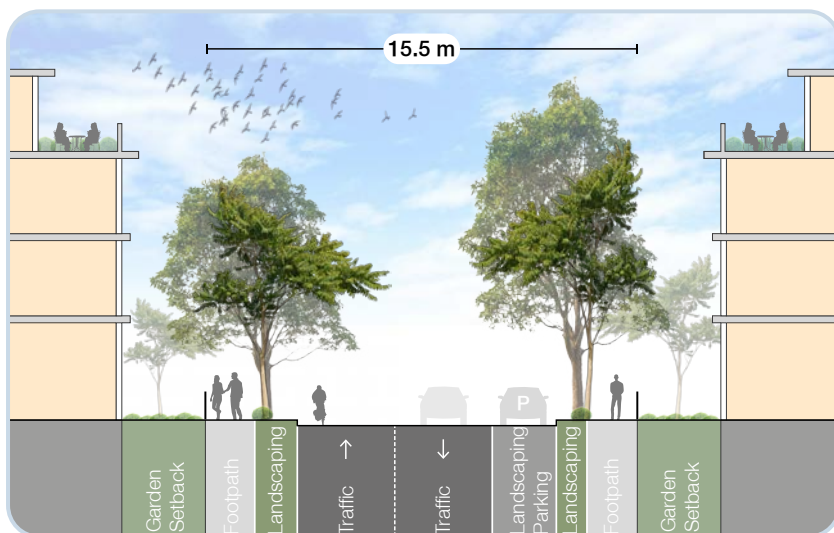 15.5 m
P
Garden
Setback
Footpath
Landscaping
Traffic
↑
Traffic
↓
Landscaping
Parking
Landscaping
Footpath
Garden
Setback